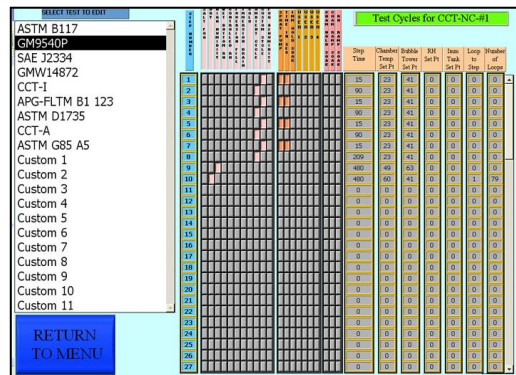 SELECT TEST TO EDIT
ASTM B117
GM9540P
SAE J2334
GMW14872
CCT-I
APG-FLTM B1 123
ASTM D1735
CCT-A
ASTM G85 A5
Custom 1
Custom 2
Custom 3
Custom 4
Custom 5
Custom 6
Custom 7
Custom 8
Custom 9
Custom 10
Custom 11
RETURN
TO MENU
STEP NUMBER
Test Cycles for CCT-NC-#1
Step Time Chamber Temp Set Pt Bubble Tower Set Pt RH Set Pt Imm Tank Set Pt Loop to Step Number of Loops
1 15 23 41 0 0 0 0
2 90 23 41 0 0 0 0
3 15 23 41 0 0 0 0
4 90 23 41 0 0 0 0
5 15 23 41 0 0 0 0
6 90 23 41 0 0 0 0
7 15 23 41 0 0 0 0
8 209 23 41 0 0 0 0
9 480 49 63 0 0 0 0
10 480 60 41 0 0 1 79
11 0 0 0 0 0 0 0
12 0 0 0 0 0 0 0
13 0 0 0 0 0 0 0
14 0 0 0 0 0 0 0
15 0 0 0 0 0 0 0
16 0 0 0 0 0 0 0
17 0 0 0 0 0 0 0
18 0 0 0 0 0 0 0
19 0 0 0 0 0 0 0
20 0 0 0 0 0 0 0
21 0 0 0 0 0 0 0
22 0 0 0 0 0 0 0
23 0 0 0 0 0 0 0
24 0 0 0 0 0 0 0
25 0 0 0 0 0 0 0
26 0 0 0 0 0 0 0
27 0 0 0 0 0 0 0